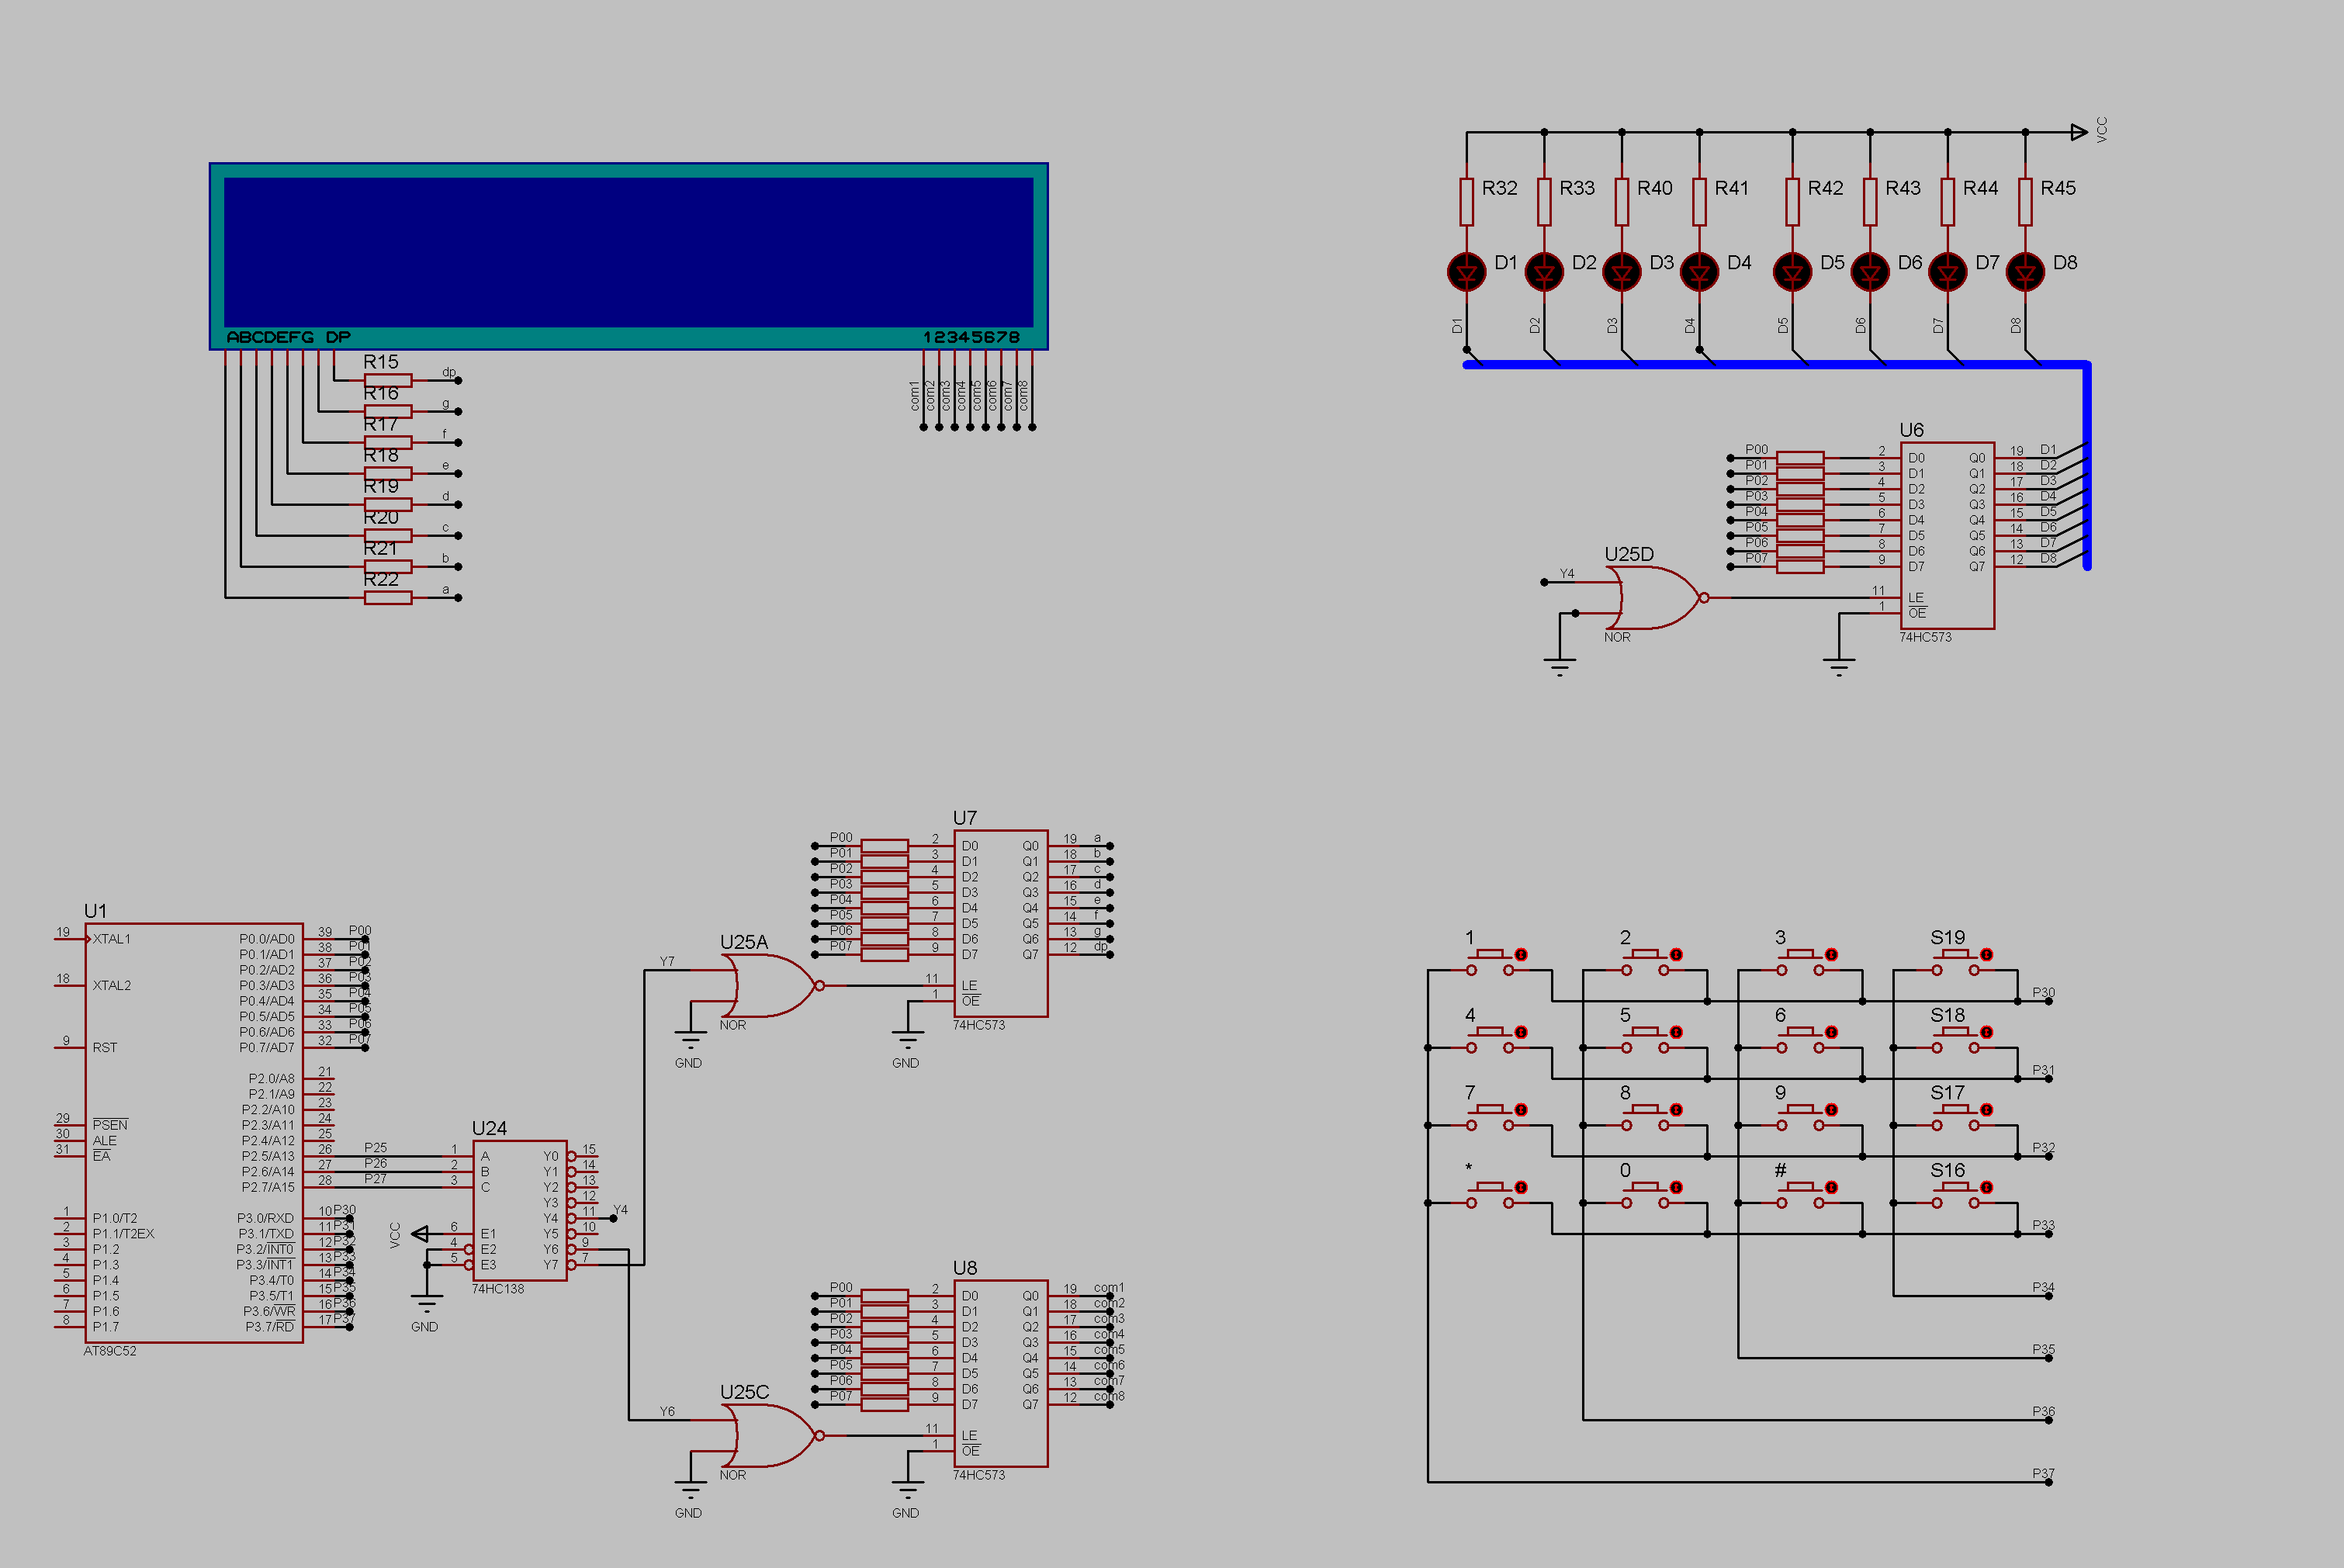 VCC
R32 R33 R40 R41 R42 R43 R44 R45
D1 D2 D3 D4 D5 D6 D7 D8
D1 D2 D3 D4 D5 D6 D7 D8
ABCDEFG DP
12345678
R15 dp
R16 g
R17 f
R18 e
R19 d
R20 c
R21 b
R22 a
com1 com2 com3 com4 com5 com6 com7 com8
U6
P00 2 D0 Q0 19 D1
P01 3 D1 Q1 18 D2
P02 4 D2 Q2 17 D3
P03 5 D3 Q3 16 D4
P04 6 D4 Q4 15 D5
P05 7 D5 Q5 14 D6
P06 8 D6 Q6 13 D7
P07 9 D7 Q7 12 D8
11 LE
1 OE
74HC573
U25D
Y4
NOR
U7
P00 2 D0 Q0 19 a
P01 3 D1 Q1 18 b
P02 4 D2 Q2 17 c
P03 5 D3 Q3 16 d
P04 6 D4 Q4 15 e
P05 7 D5 Q5 14 f
P06 8 D6 Q6 13 g
P07 9 D7 Q7 12 dp
11 LE
1 OE
74HC573
GND
U25A
Y7
NOR
GND
U1
19 XTAL1 P0.0/AD0 39 P00
P0.1/AD1 38 P01
P0.2/AD2 37 P02
18 XTAL2 P0.3/AD3 36 P03
P0.4/AD4 35 P04
P0.5/AD5 34 P05
P0.6/AD6 33 P06
9 RST P0.7/AD7 32 P07
P2.0/A8 21
P2.1/A9 22
P2.2/A10 23
29 PSEN P2.3/A11 24
30 ALE P2.4/A12 25
31 EA P2.5/A13 26 P25
P2.6/A14 27 P26
P2.7/A15 28 P27
1 P1.0/T2 P3.0/RXD 10 P30
2 P1.1/T2EX P3.1/TXD 11 P31
3 P1.2 P3.2/INT0 12 P32
4 P1.3 P3.3/INT1 13 P33
5 P1.4 P3.4/T0 14 P34
6 P1.5 P3.5/T1 15 P35
7 P1.6 P3.6/WR 16 P36
8 P1.7 P3.7/RD 17 P37
AT89C52
U24
1 A Y0 15
2 B Y1 14
3 C Y2 13
Y3 12
Y4 11 Y4
VCC 6 E1 Y5 10
4 E2 Y6 9
5 E3 Y7 7
74HC138
GND
U8
P00 2 D0 Q0 19 com1
P01 3 D1 Q1 18 com2
P02 4 D2 Q2 17 com3
P03 5 D3 Q3 16 com4
P04 6 D4 Q4 15 com5
P05 7 D5 Q5 14 com6
P06 8 D6 Q6 13 com7
P07 9 D7 Q7 12 com8
11 LE
1 OE
74HC573
GND
U25C
Y6
NOR
GND
1 2 3 S19
P30
4 5 6 S18
P31
7 8 9 S17
P32
* 0 # S16
P33
P34
P35
P36
P37